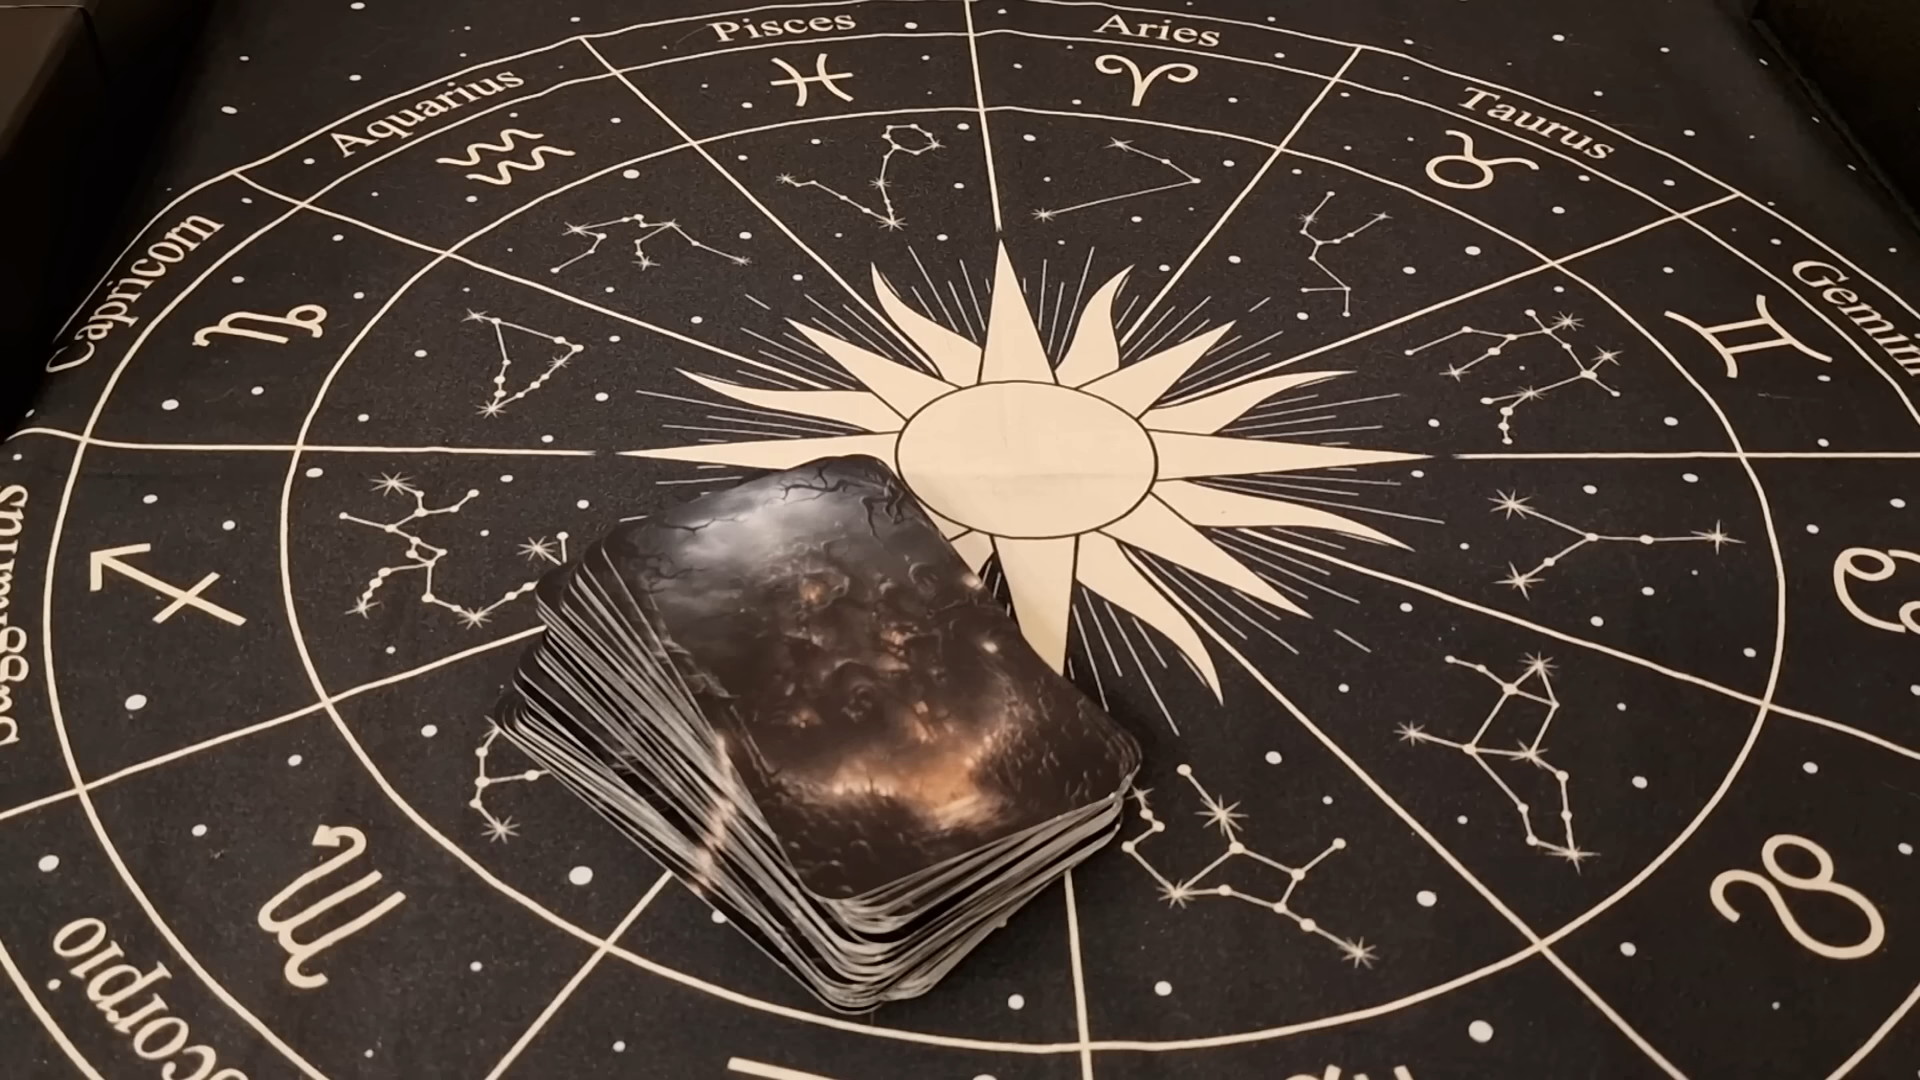 Pisces
Aries
Aquarius
Taurus
Capricorn
Gemini
Sagittarius
Scorpio